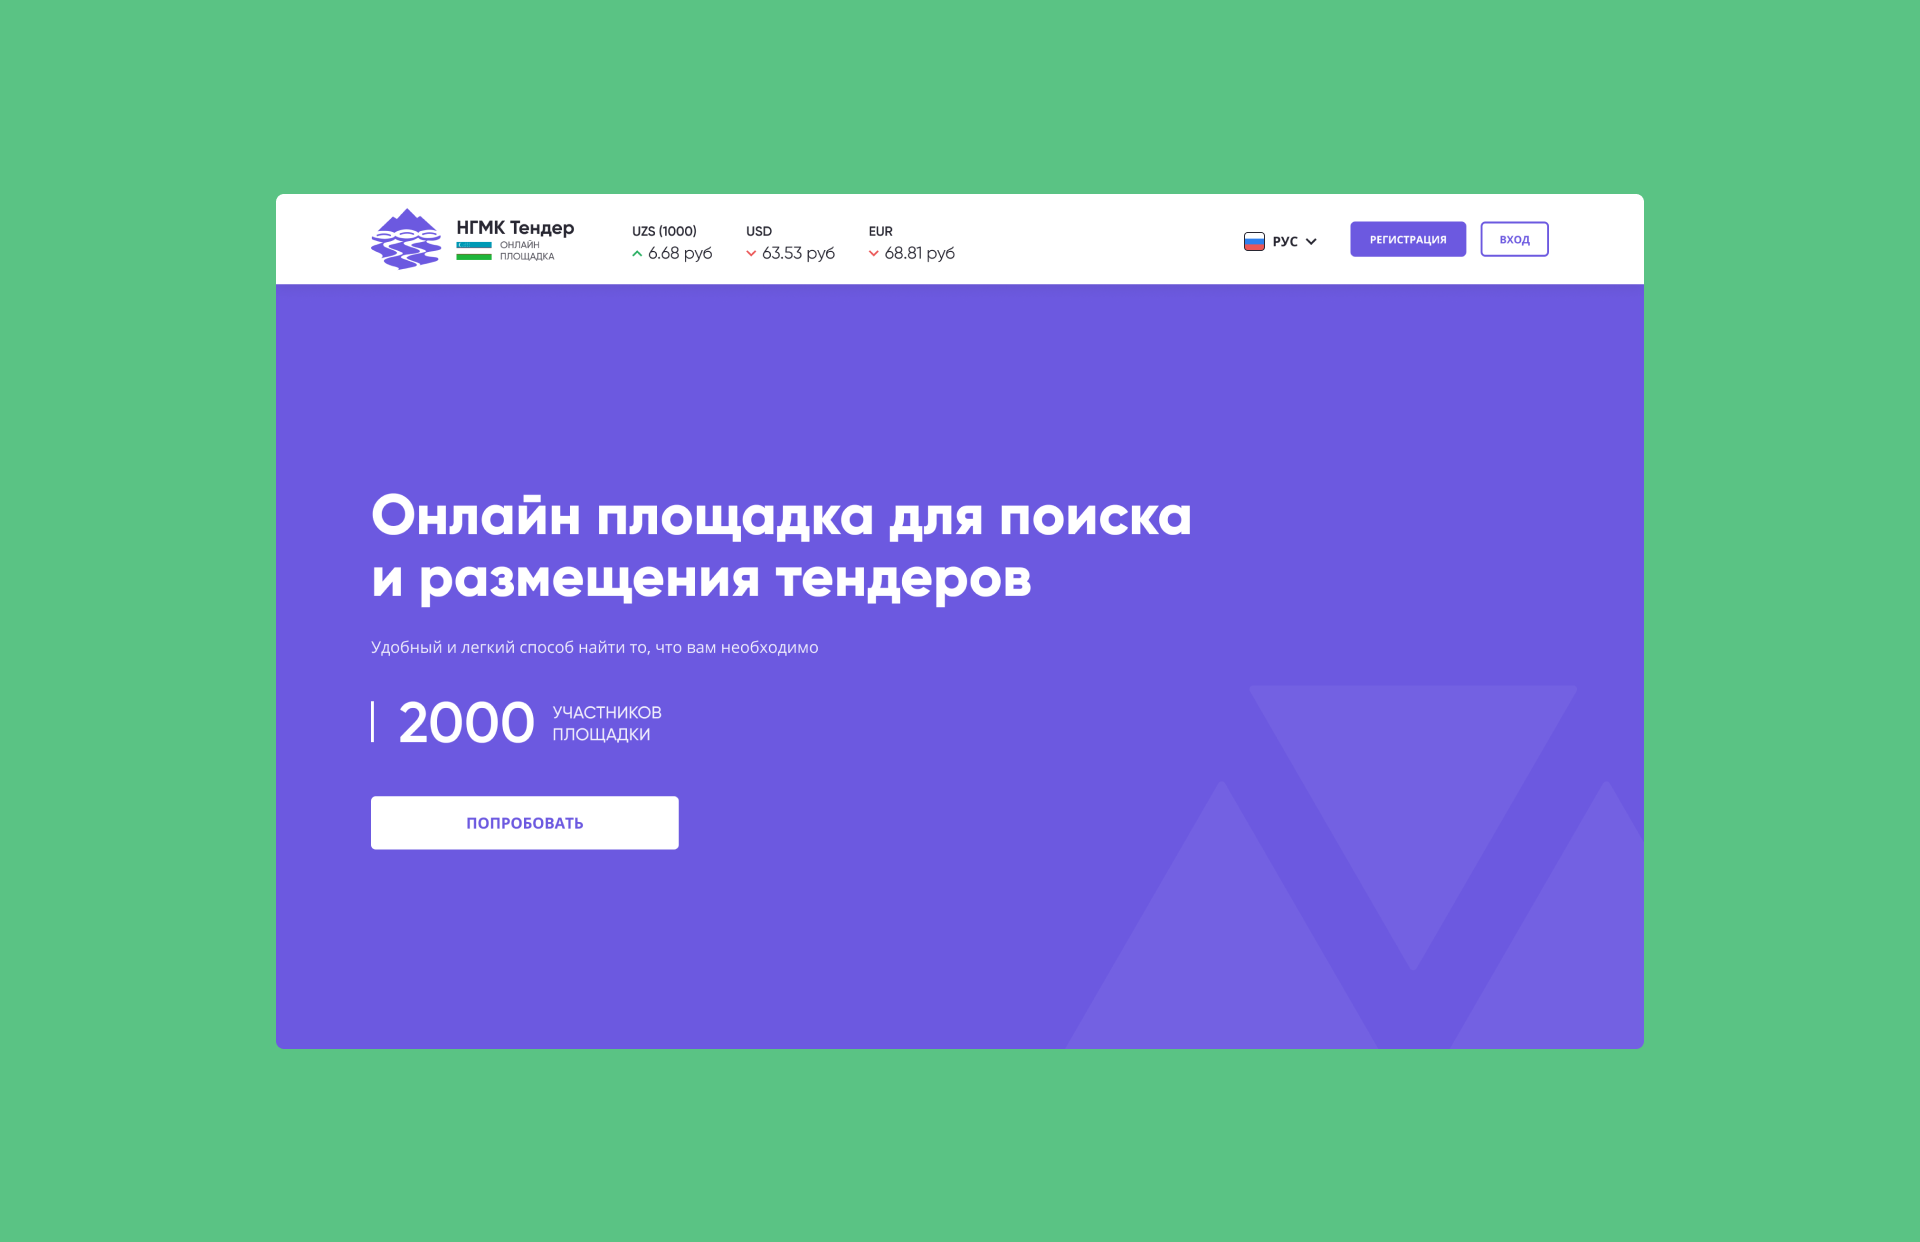 НГМК Тендер
ОНЛАЙН
ПЛОЩАДКА
UZS (1000)
6.68 руб
USD
63.53 руб
EUR
68.81 руб
РУС
РЕГИСТРАЦИЯ
ВХОД
Онлайн площадка для поиска
и размещения тендеров
Удобный и легкий способ найти то, что вам необходимо
2000
УЧАСТНИКОВ
ПЛОЩАДКИ
ПОПРОБОВАТЬ